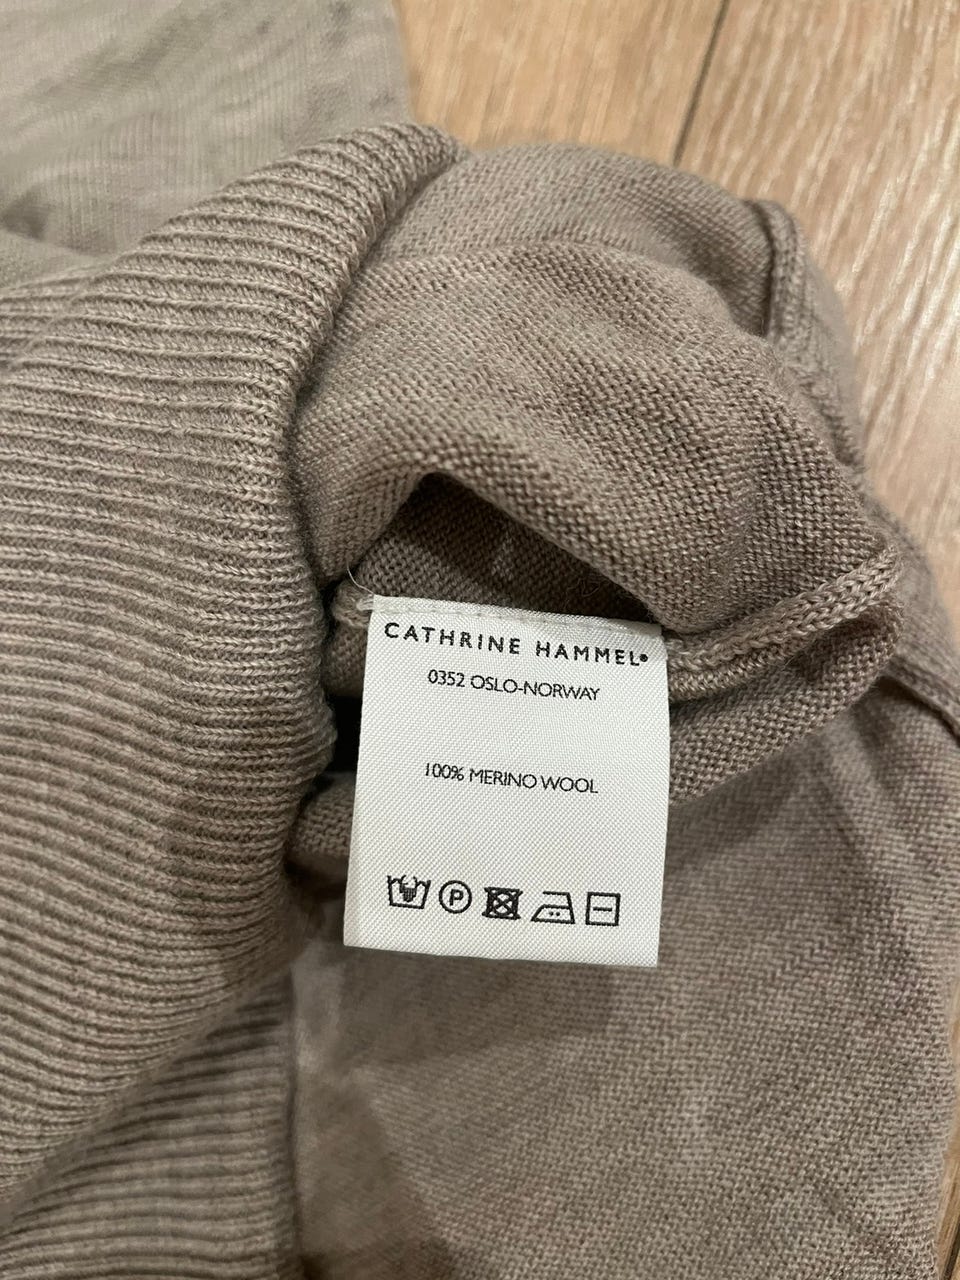 CATHRINE HAMMEL
0352 OSLO-NORWAY
100% MERINO WOOL
P